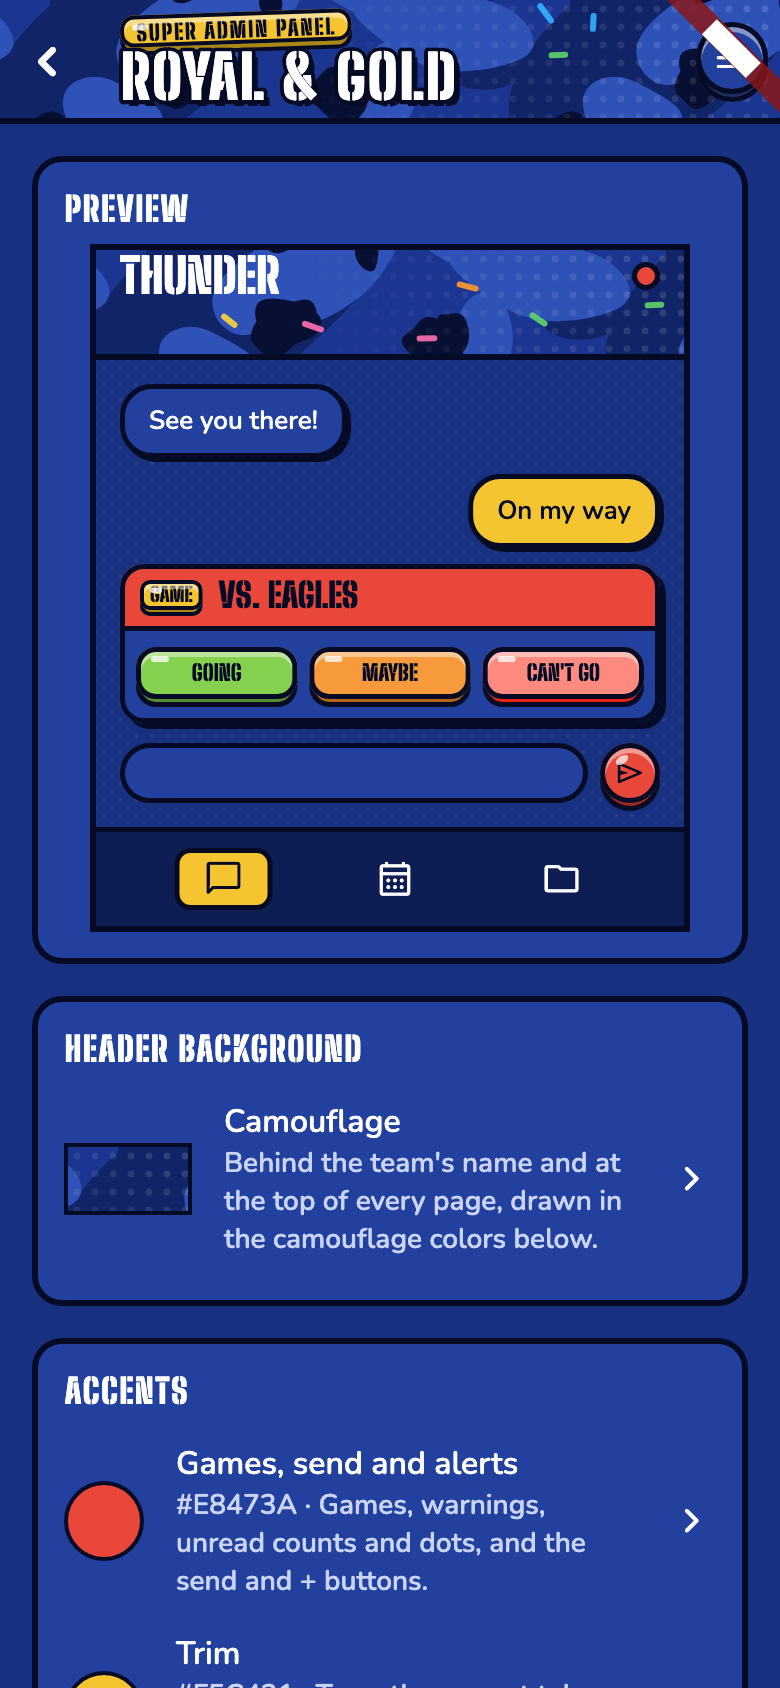 SUPER ADMIN PANEL
ROYAL & GOLD
PREVIEW
THUNDER
See you there!
On my way
GAME VS. EAGLES
GOING MAYBE CAN'T GO
HEADER BACKGROUND
Camouflage
Behind the team's name and at
the top of every page, drawn in
the camouflage colors below.
ACCENTS
Games, send and alerts
#E8473A · Games, warnings,
unread counts and dots, and the
send and + buttons.
Trim